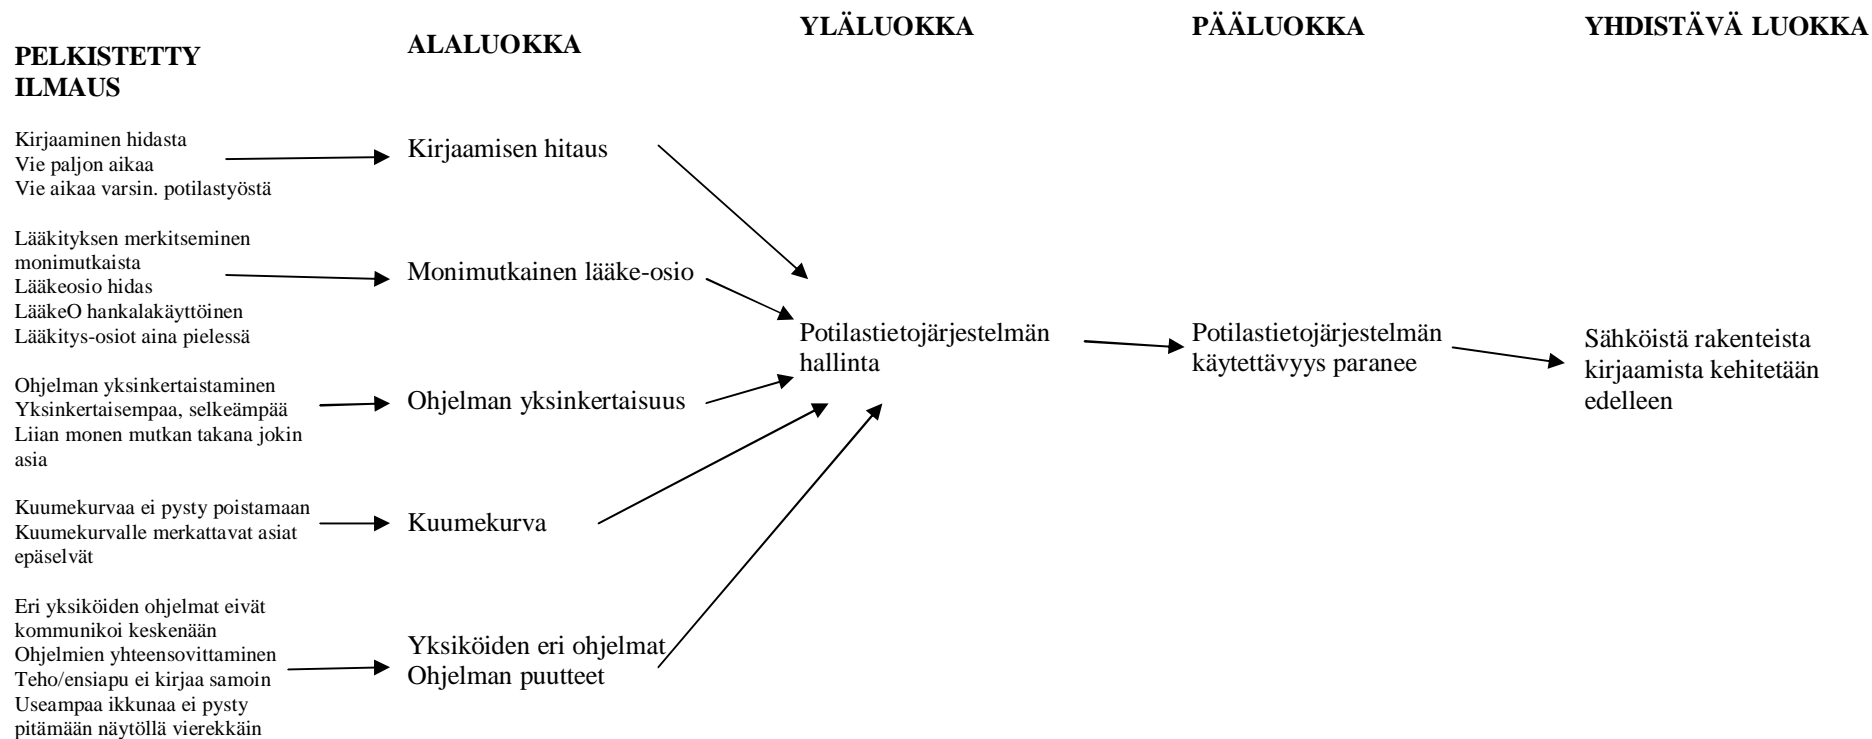 PELKISTETTY
ILMAUS
ALALUOKKA
YLÄLUOKKA
PÄÄLUOKKA
YHDISTÄVÄ LUOKKA
Kirjaaminen hidasta
Vie paljon aikaa
Vie aikaa varsin. potilastyöstä
Kirjaamisen hitaus
Lääkityksen merkitseminen
monimutkaista
Lääkeosio hidas
LääkeO hankalakäyttöinen
Lääkitys-osiot aina pielessä
Monimutkainen lääke-osio
Ohjelman yksinkertaistaminen
Yksinkertaisempaa, selkeämpää
Liian monen mutkan takana jokin
asia
Ohjelman yksinkertaisuus
Kuumekurvaa ei pysty poistamaan
Kuumekurvalle merkattavat asiat
epäselvät
Kuumekurva
Eri yksiköiden ohjelmat eivät
kommunikoi keskenään
Ohjelmien yhteensovittaminen
Teho/ensiapu ei kirjaa samoin
Useampaa ikkunaa ei pysty
pitämään näytöllä vierekkäin
Yksiköiden eri ohjelmat
Ohjelman puutteet
Potilastietojärjestelmän
hallinta
Potilastietojärjestelmän
käytettävyys paranee
Sähköistä rakenteista
kirjaamista kehitetään
edelleen